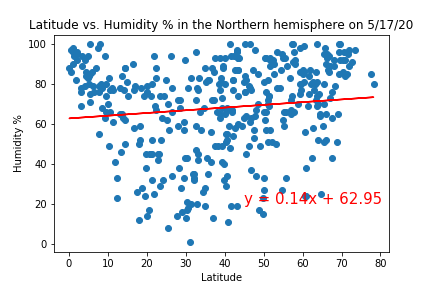 Latitude vs. Humidity % in the Northern hemisphere on 5/17/20
100
80
60
40
20
0
Humidity %
y = 0.14x + 62.95
0 10 20 30 40 50 60 70 80
Latitude